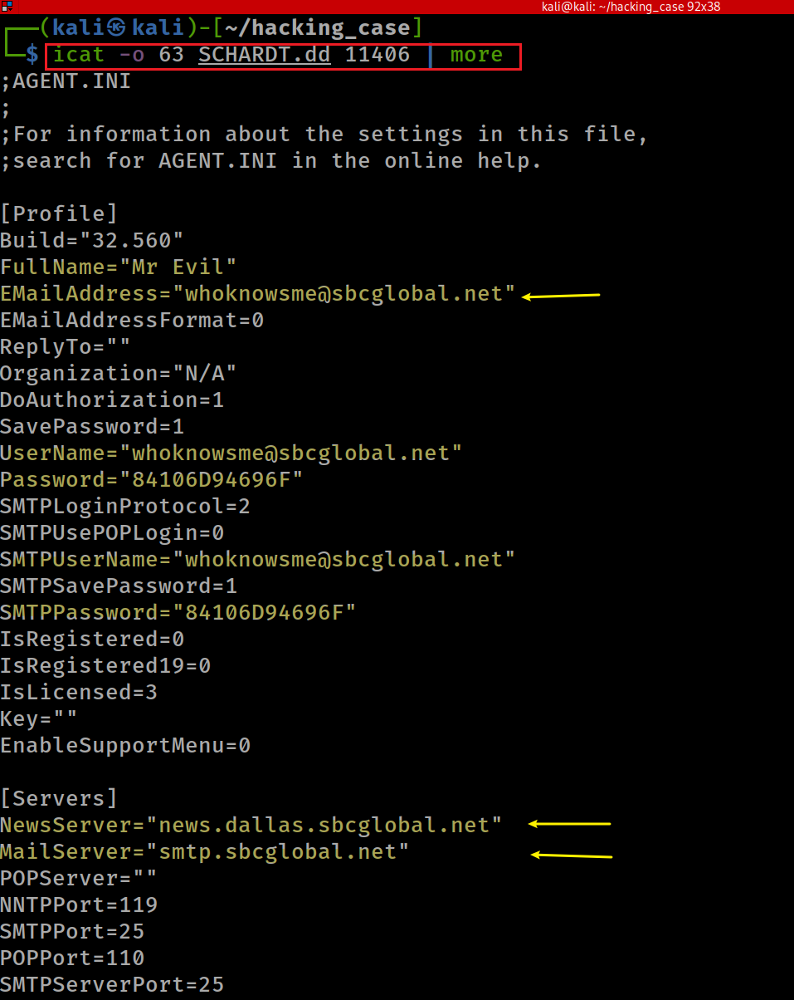 kali@kali: ~/hacking_case 92x38
(kali㉿kali)-[~/hacking_case]
$ icat -o 63 SCHARDT.dd 11406 | more
;AGENT.INI
;
;For information about the settings in this file,
;search for AGENT.INI in the online help.
[Profile]
Build="32.560"
FullName="Mr Evil"
EMailAddress="whoknowsme@sbcglobal.net"
EMailAddressFormat=0
ReplyTo=""
Organization="N/A"
DoAuthorization=1
SavePassword=1
UserName="whoknowsme@sbcglobal.net"
Password="84106D94696F"
SMTPLoginProtocol=2
SMTPUsePOPLogin=0
SMTPUserName="whoknowsme@sbcglobal.net"
SMTPSavePassword=1
SMTPPassword="84106D94696F"
IsRegistered=0
IsRegistered19=0
IsLicensed=3
Key=""
EnableSupportMenu=0
[Servers]
NewsServer="news.dallas.sbcglobal.net"
MailServer="smtp.sbcglobal.net"
POPServer=""
NNTPPort=119
SMTPPort=25
POPPort=110
SMTPServerPort=25